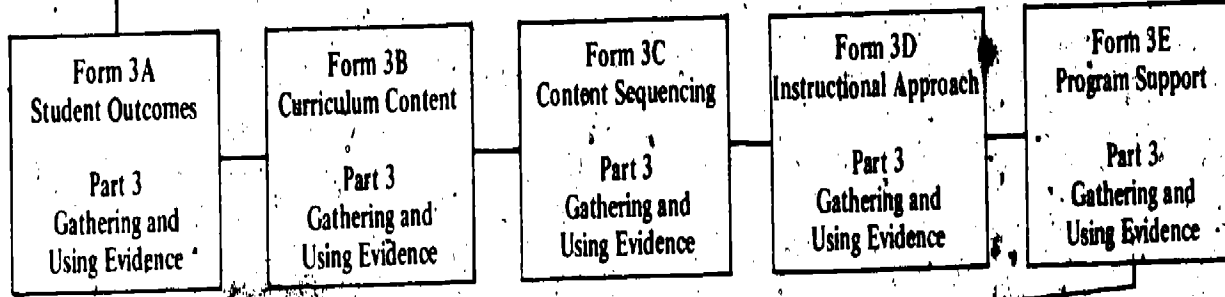 Form 3A
Student Outcomes
Part 3
Gathering and
Using Evidence
Form 3B
Curriculum Content
Part 3
Gathering and
Using Evidence
Form 3C
Content Sequencing
Part 3
Gathering and
Using Evidence
Form 3D
Instructional Approach
Part 3
Gathering and
Using Evidence
Form 3E
Program Support
Part 3
Gathering and
Using Evidence